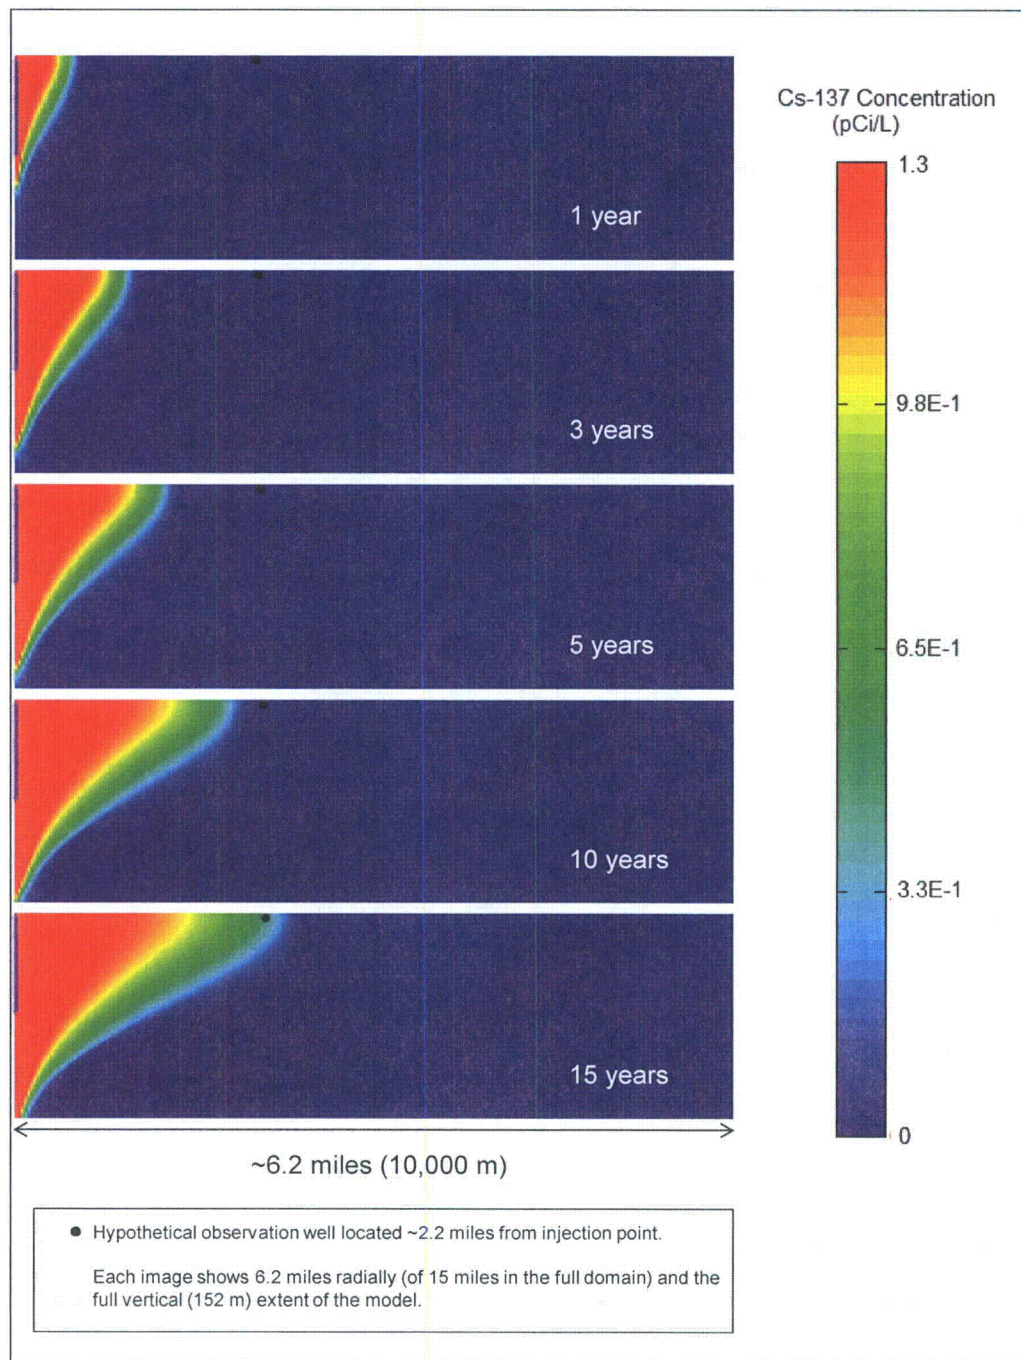 Cs-137 Concentration
(pCi/L)
1.3
9.8E-1
6.5E-1
3.3E-1
0
1 year
3 years
5 years
10 years
15 years
~6.2 miles (10,000 m)
Hypothetical observation well located ~2.2 miles from injection point.
Each image shows 6.2 miles radially (of 15 miles in the full domain) and the
full vertical (152 m) extent of the model.